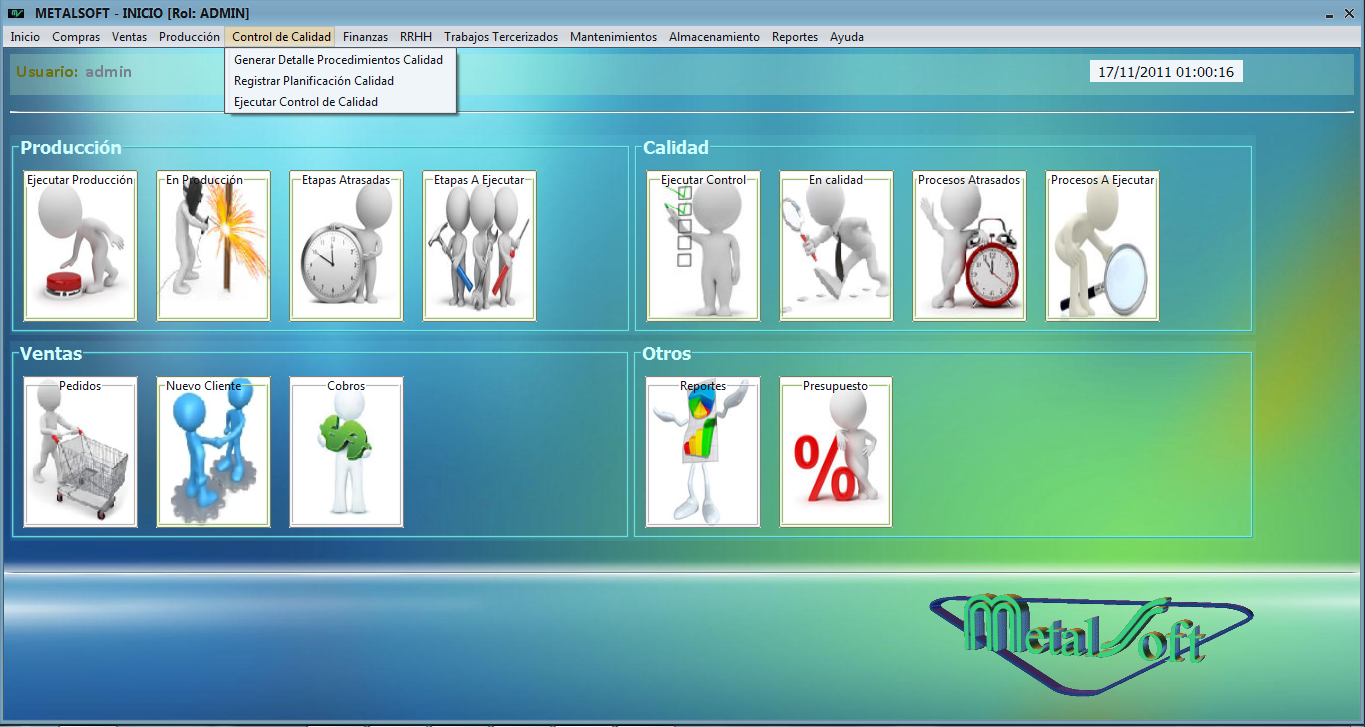 METALSOFT - INICIO [Rol: ADMIN]
Inicio Compras Ventas Producción Control de Calidad Finanzas RRHH Trabajos Tercerizados Mantenimientos Almacenamiento Reportes Ayuda
Generar Detalle Procedimientos Calidad
Registrar Planificación Calidad
Ejecutar Control de Calidad
Usuario: admin
17/11/2011 01:00:16
Producción
Ejecutar Producción En Producción Etapas Atrasadas Etapas A Ejecutar
Calidad
Ejecutar Control En calidad Procesos Atrasados Procesos A Ejecutar
Ventas
Pedidos Nuevo Cliente Cobros
Otros
Reportes Presupuesto
%
MetalSoft